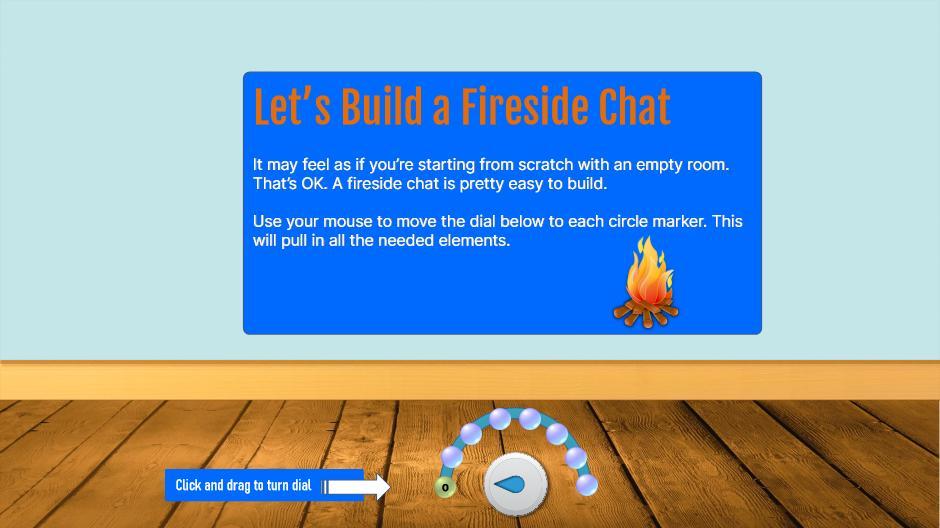 Let’s Build a Fireside Chat
It may feel as if you’re starting from scratch with an empty room.
That’s OK. A fireside chat is pretty easy to build.
Use your mouse to move the dial below to each circle marker. This
will pull in all the needed elements.
Click and drag to turn dial
0